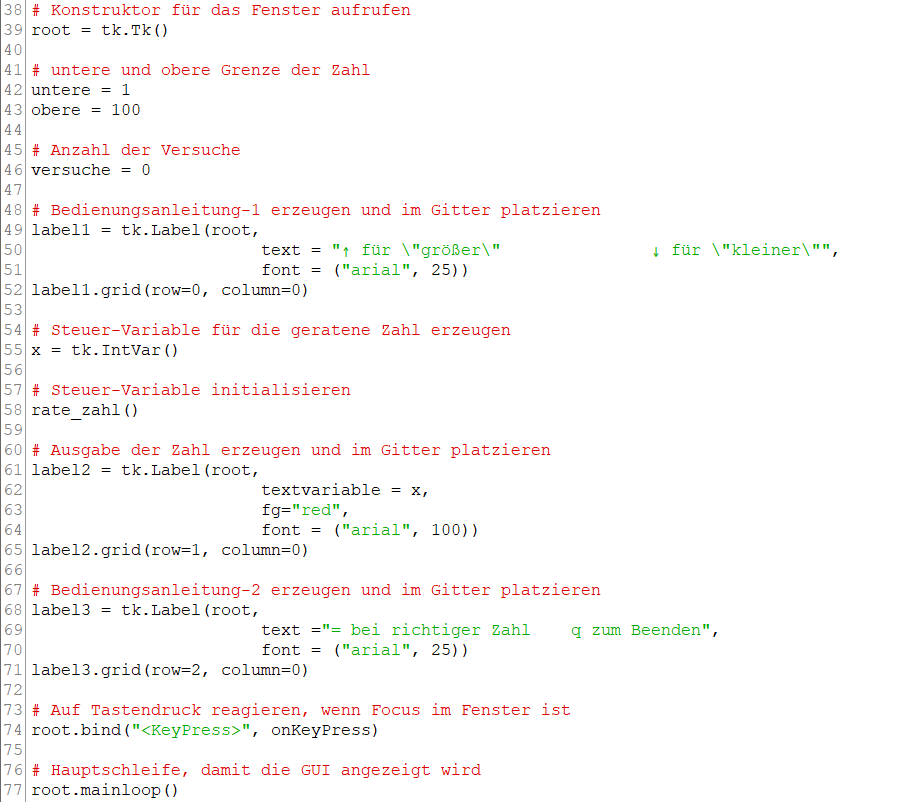 38 # Konstruktor für das Fenster aufrufen
39 root = tk.Tk()
40
41 # untere und obere Grenze der Zahl
42 untere = 1
43 obere = 100
44
45 # Anzahl der Versuche
46 versuche = 0
47
48 # Bedienungsanleitung-1 erzeugen und im Gitter platzieren
49 label1 = tk.Label(root,
50                        text = "↑ für \"größer\"               ↓ für \"kleiner\"",
51                        font = ("arial", 25))
52 label1.grid(row=0, column=0)
53
54 # Steuer-Variable für die geratene Zahl erzeugen
55 x = tk.IntVar()
56
57 # Steuer-Variable initialisieren
58 rate_zahl()
59
60 # Ausgabe der Zahl erzeugen und im Gitter platzieren
61 label2 = tk.Label(root,
62                        textvariable = x,
63                        fg="red",
64                        font = ("arial", 100))
65 label2.grid(row=1, column=0)
66
67 # Bedienungsanleitung-2 erzeugen und im Gitter platzieren
68 label3 = tk.Label(root,
69                        text ="= bei richtiger Zahl    q zum Beenden",
70                        font = ("arial", 25))
71 label3.grid(row=2, column=0)
72
73 # Auf Tastendruck reagieren, wenn Focus im Fenster ist
74 root.bind("<KeyPress>", onKeyPress)
75
76 # Hauptschleife, damit die GUI angezeigt wird
77 root.mainloop()